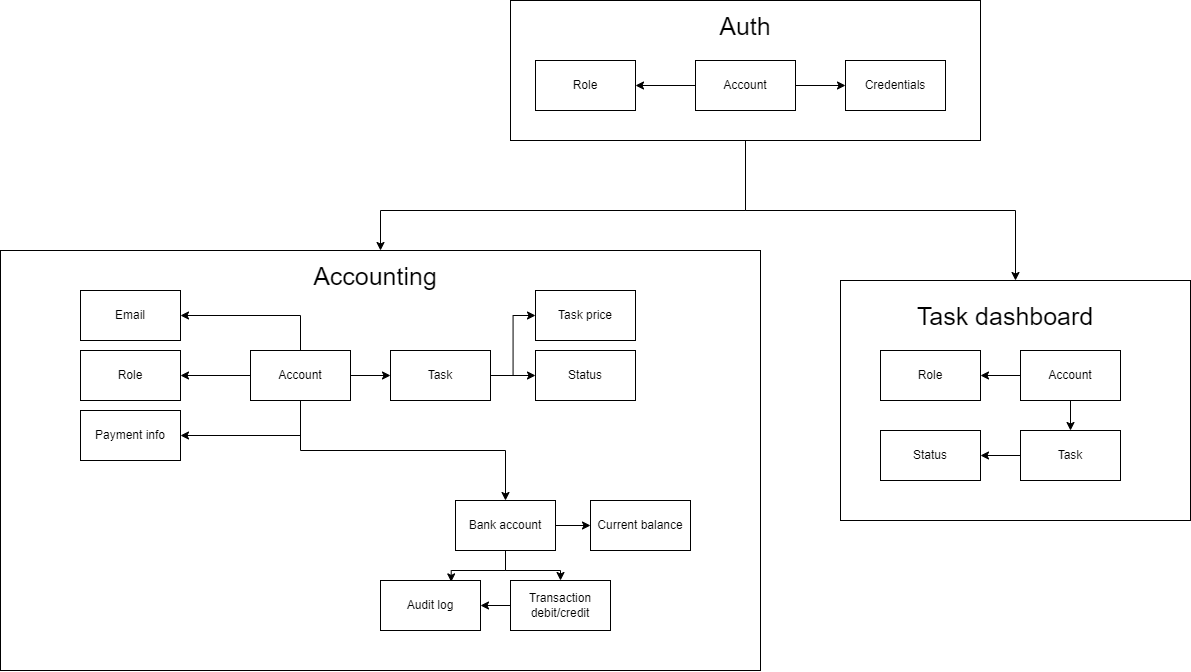 Auth
Role
Account
Credentials
Accounting
Email
Task price
Role
Account
Task
Status
Payment info
Bank account
Current balance
Audit log
Transaction
debit/credit
Task dashboard
Role
Account
Status
Task